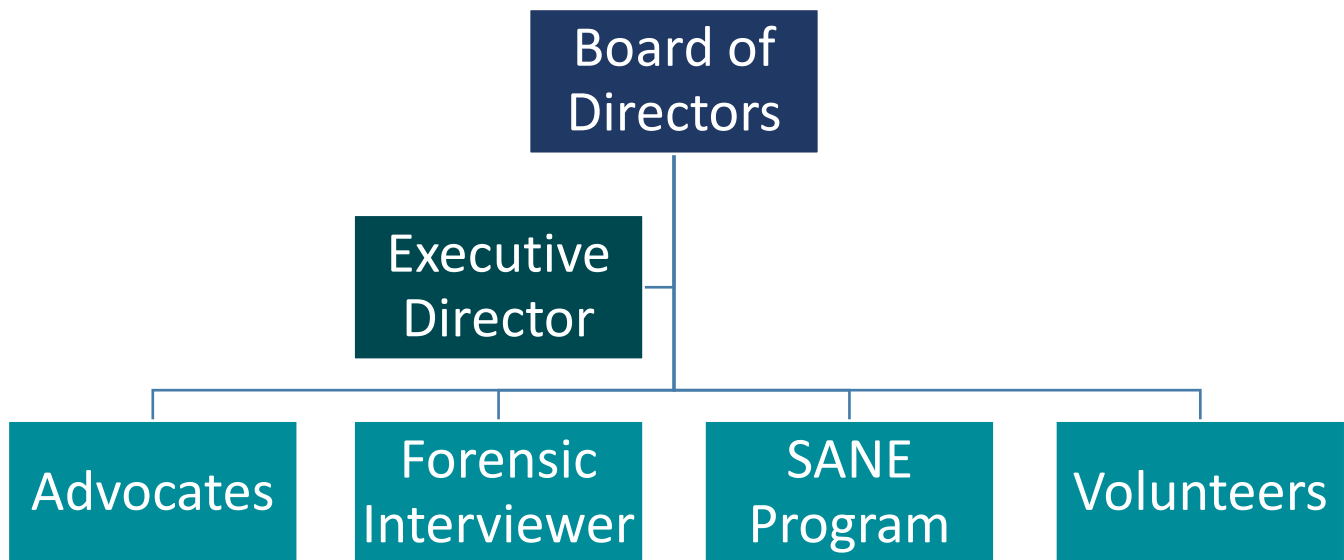 Board of
Directors
Executive
Director
Advocates
Forensic
Interviewer
SANE
Program
Volunteers